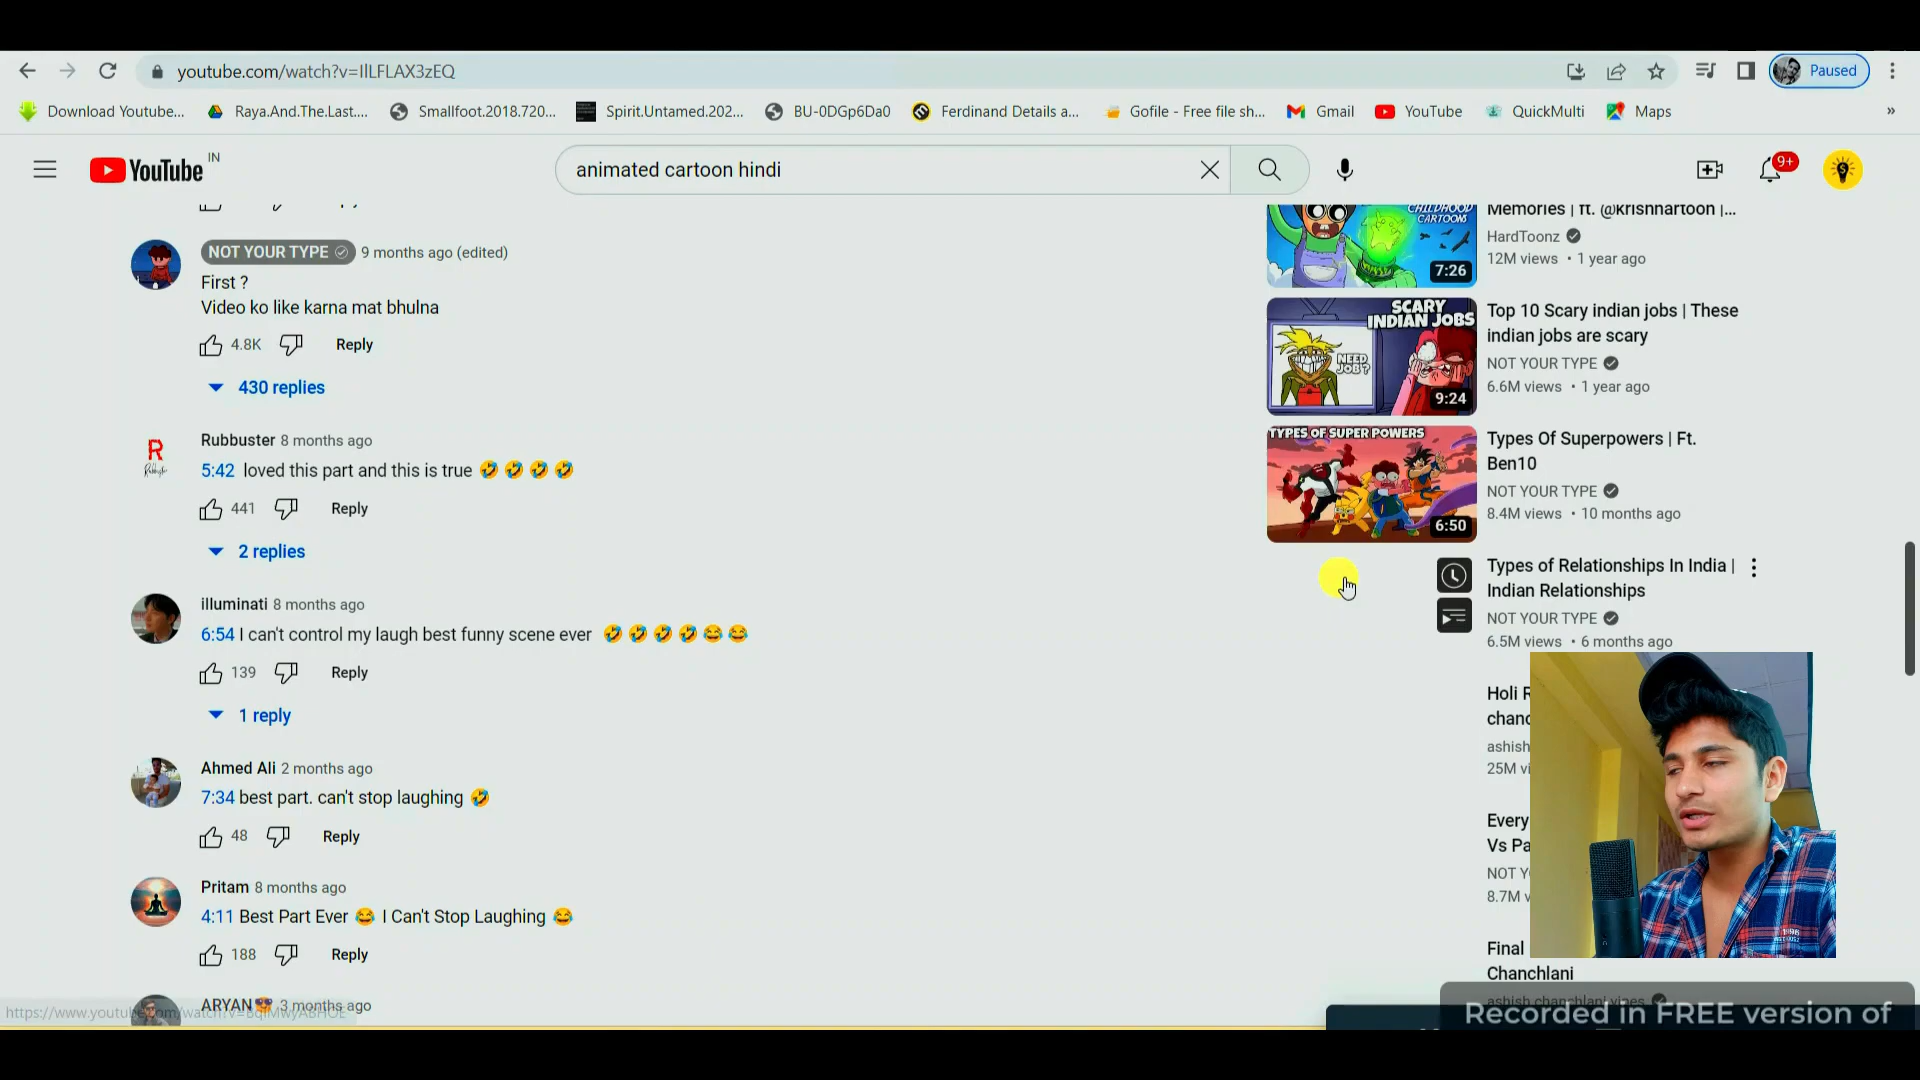 youtube.com/watch?v=IlLFLAX3zEQ
Paused
Download Youtube...
Raya.And.The.Last....
Smallfoot.2018.720...
Spirit.Untamed.202...
BU-0DGp6Da0
Ferdinand Details a...
Gofile - Free file sh...
Gmail
YouTube
QuickMulti
Maps
»
YouTube IN
animated cartoon hindi
9+
NOT YOUR TYPE 9 months ago (edited)
First ?
Video ko like karna mat bhulna
4.8K Reply
430 replies
R
Rubbuster 8 months ago
5:42 loved this part and this is true 🤣🤣🤣🤣
441 Reply
2 replies
illuminati 8 months ago
6:54 I can't control my laugh best funny scene ever 🤣🤣🤣🤣😂😂
139 Reply
1 reply
Ahmed Ali 2 months ago
7:34 best part. can't stop laughing 🤣
48 Reply
Pritam 8 months ago
4:11 Best Part Ever 😂 I Can't Stop Laughing 😂
188 Reply
ARYAN 3 months ago
CHILDHOOD
CARTOONS
7:26
Memories | ft. @krishnartoon |...
HardToonz
12M views • 1 year ago
SCARY
INDIAN JOBS
NEED
JOB?
9:24
Top 10 Scary indian jobs | These
indian jobs are scary
NOT YOUR TYPE
6.6M views • 1 year ago
TYPES OF SUPER POWERS
6:50
Types Of Superpowers | Ft.
Ben10
NOT YOUR TYPE
8.4M views • 10 months ago
Types of Relationships In India |
Indian Relationships
NOT YOUR TYPE
6.5M views • 6 months ago
Holi
ashish
25M
Every
Vs
NOT
8.7M
Final
Chanchlani
ashish chanchlani vines
Recorded in FREE version of